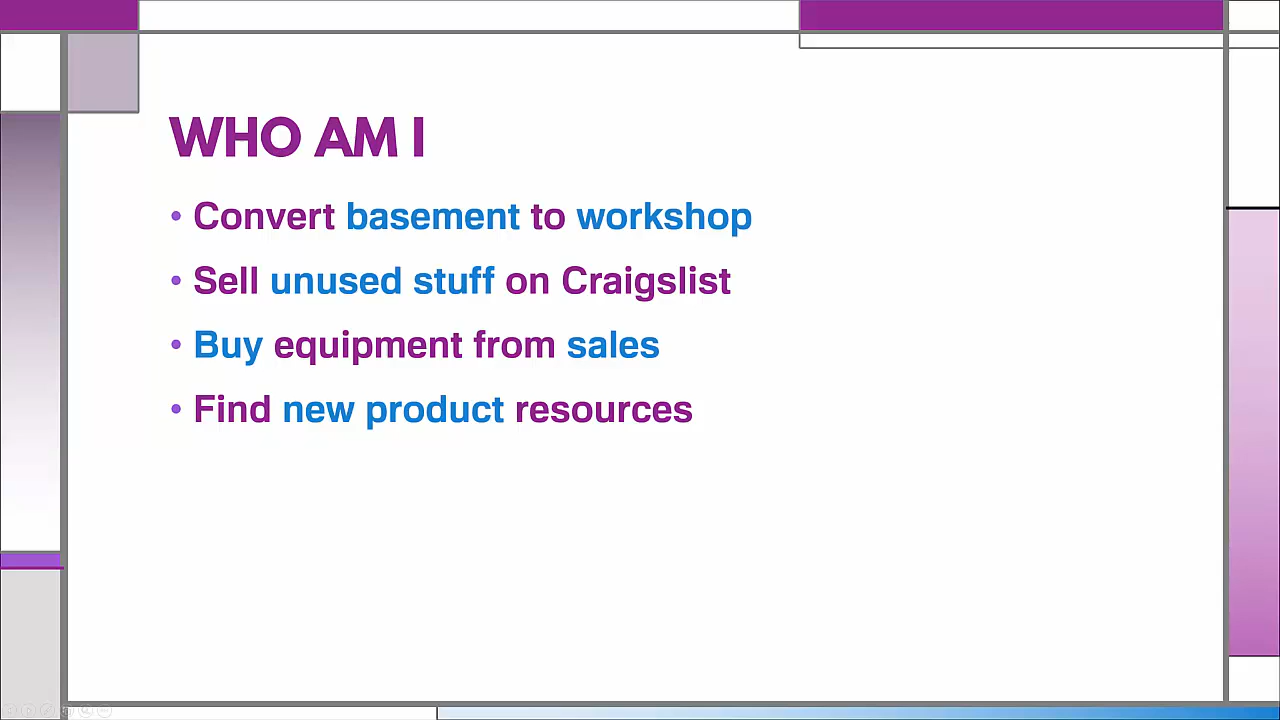 WHO AM I
• Convert basement to workshop
• Sell unused stuff on Craigslist
• Buy equipment from sales
• Find new product resources